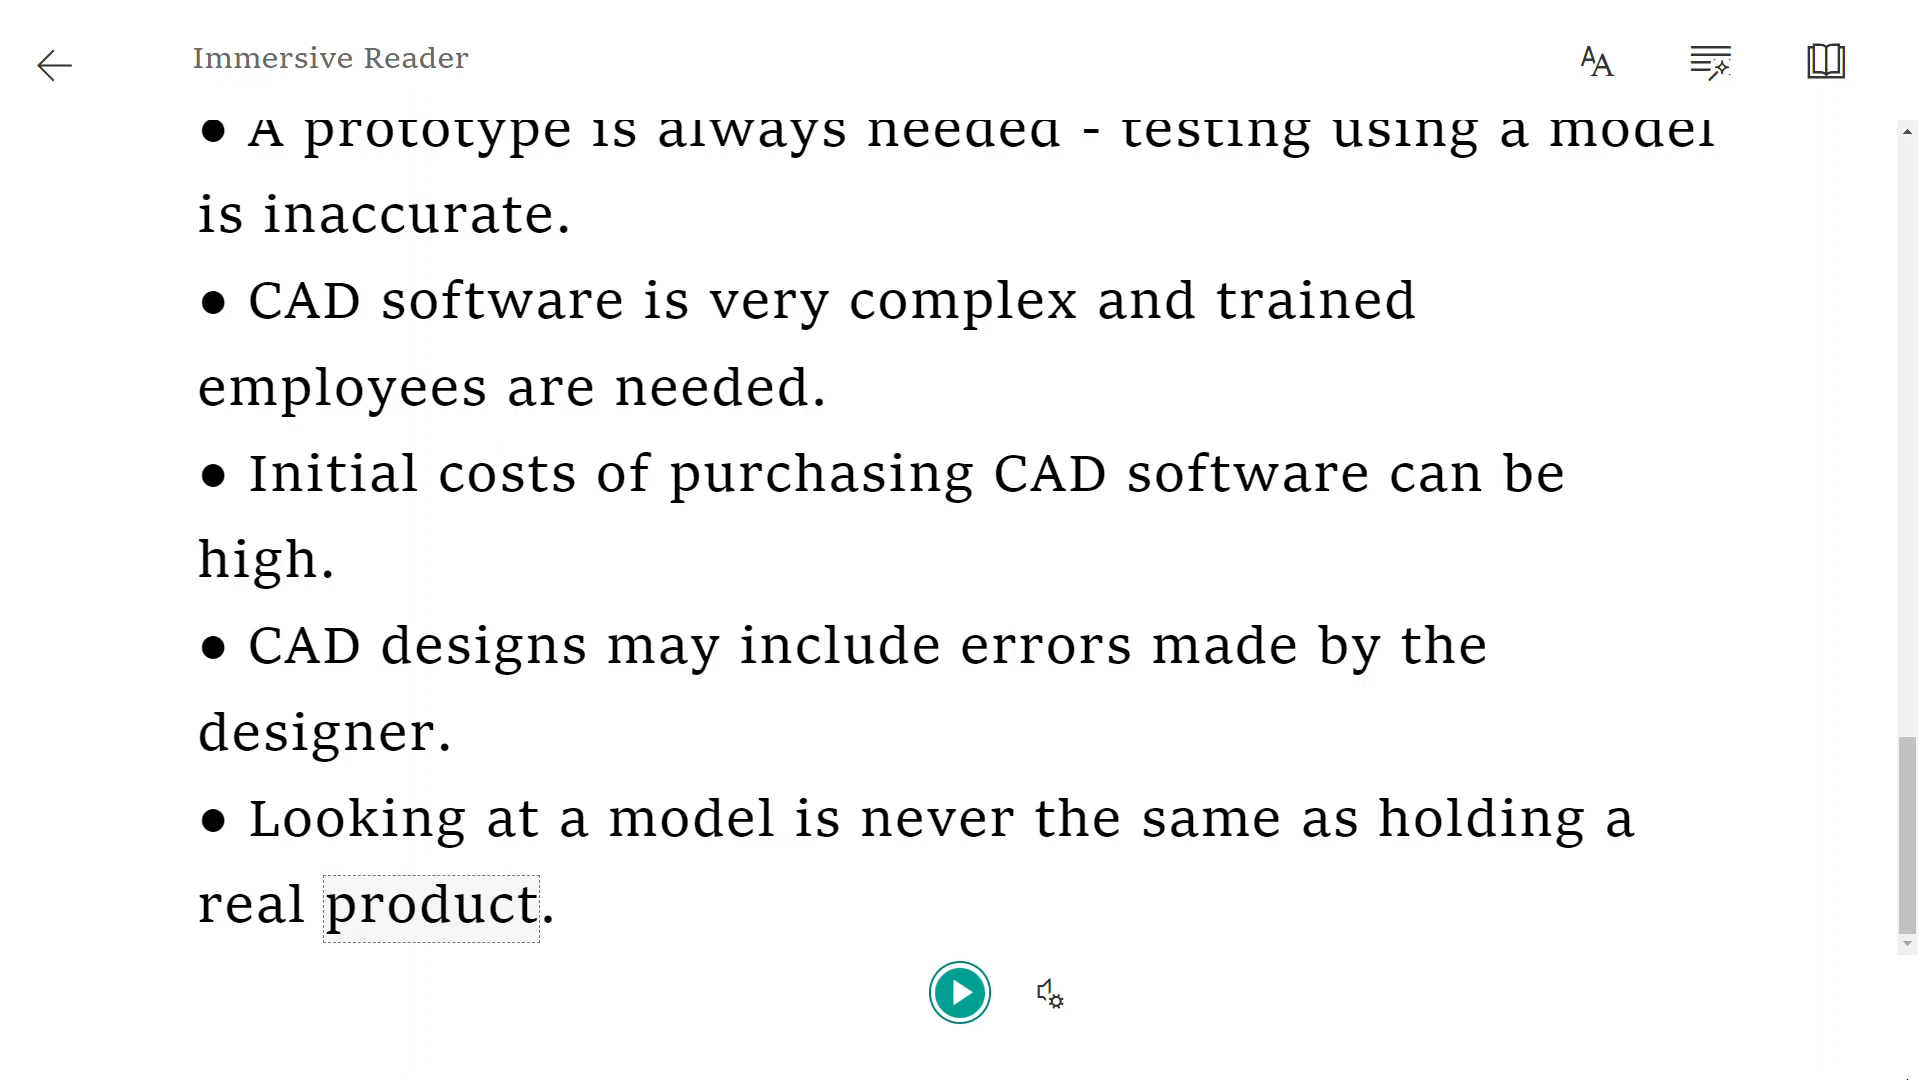 Immersive Reader
● A prototype is always needed - testing using a model
is inaccurate.
● CAD software is very complex and trained
employees are needed.
● Initial costs of purchasing CAD software can be
high.
● CAD designs may include errors made by the
designer.
● Looking at a model is never the same as holding a
real product.